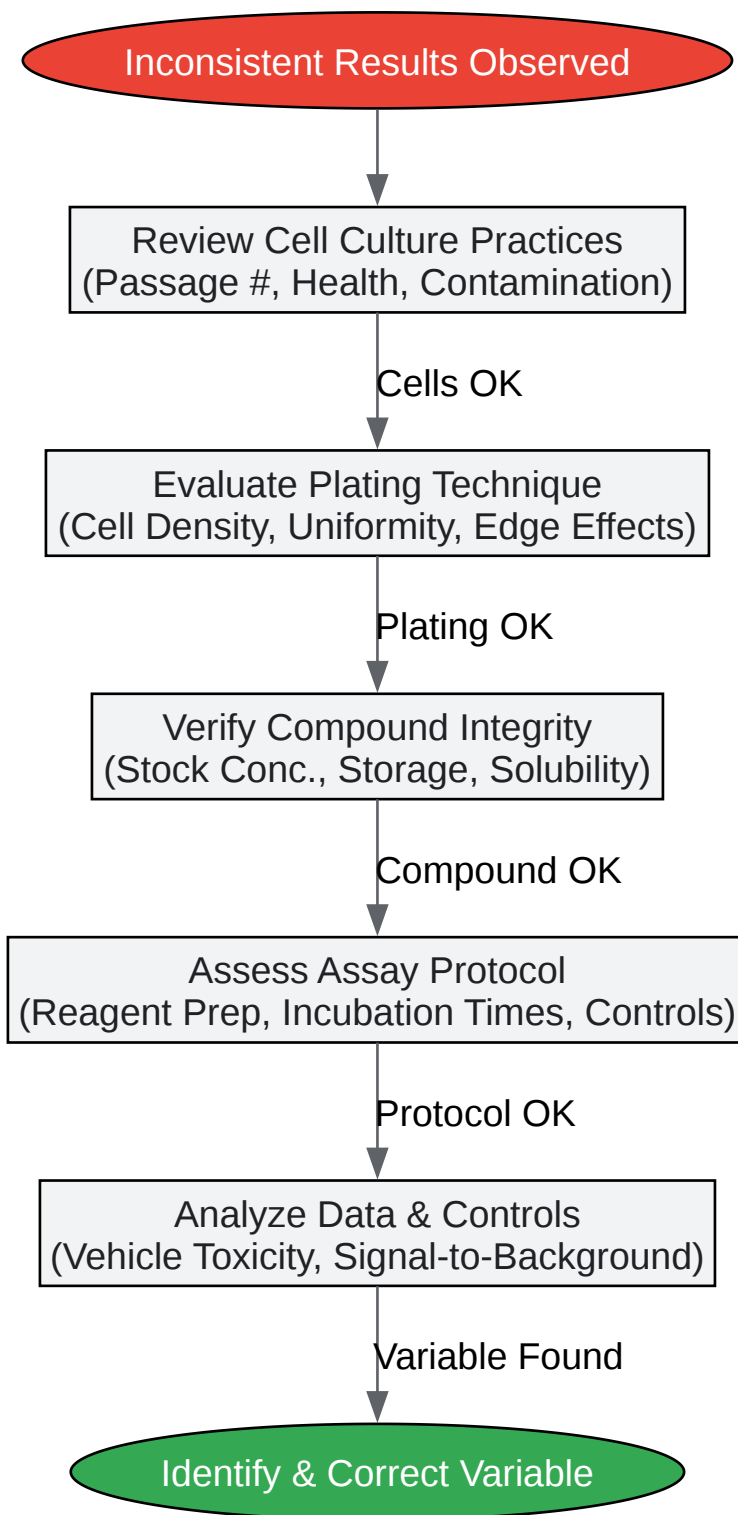 Inconsistent Results Observed
Review Cell Culture Practices
(Passage #, Health, Contamination)
Cells OK
Evaluate Plating Technique
(Cell Density, Uniformity, Edge Effects)
Plating OK
Verify Compound Integrity
(Stock Conc., Storage, Solubility)
Compound OK
Assess Assay Protocol
(Reagent Prep, Incubation Times, Controls)
Protocol OK
Analyze Data & Controls
(Vehicle Toxicity, Signal-to-Background)
Variable Found
Identify & Correct Variable